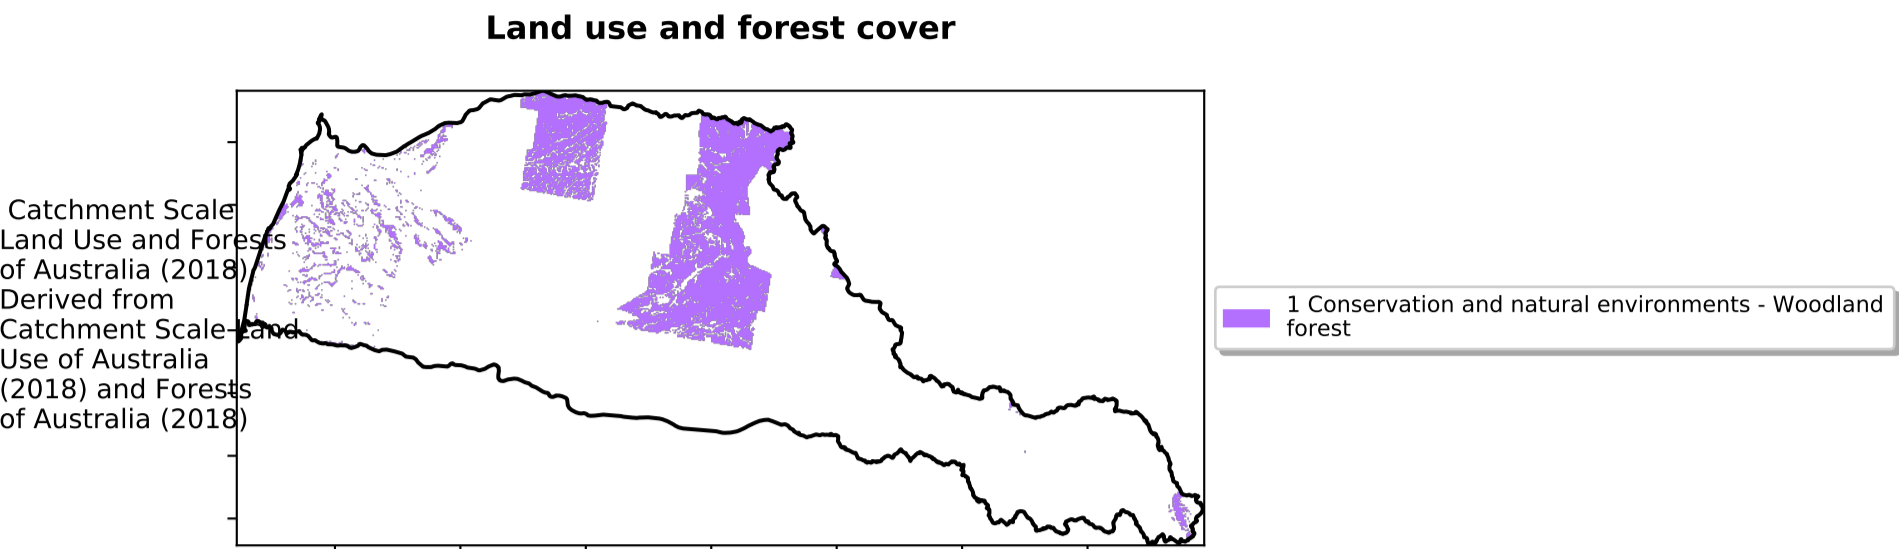 Land use and forest cover
Catchment Scale
Land Use and Forests
of Australia (2018)
Derived from
Catchment Scale Land
Use of Australia
(2018) and Forests
of Australia (2018)
1 Conservation and natural environments - Woodland
forest